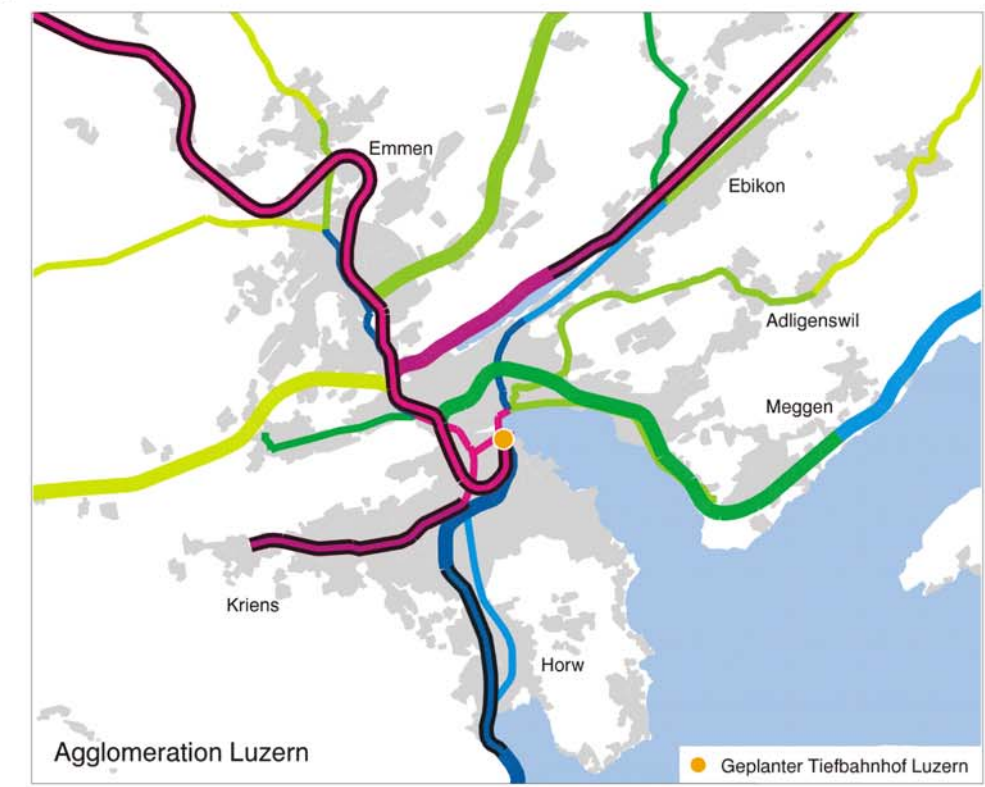 Emmen
Ebikon
Adligenswil
Meggen
Kriens
Horw
Agglomeration Luzern
Geplanter Tiefbahnhof Luzern